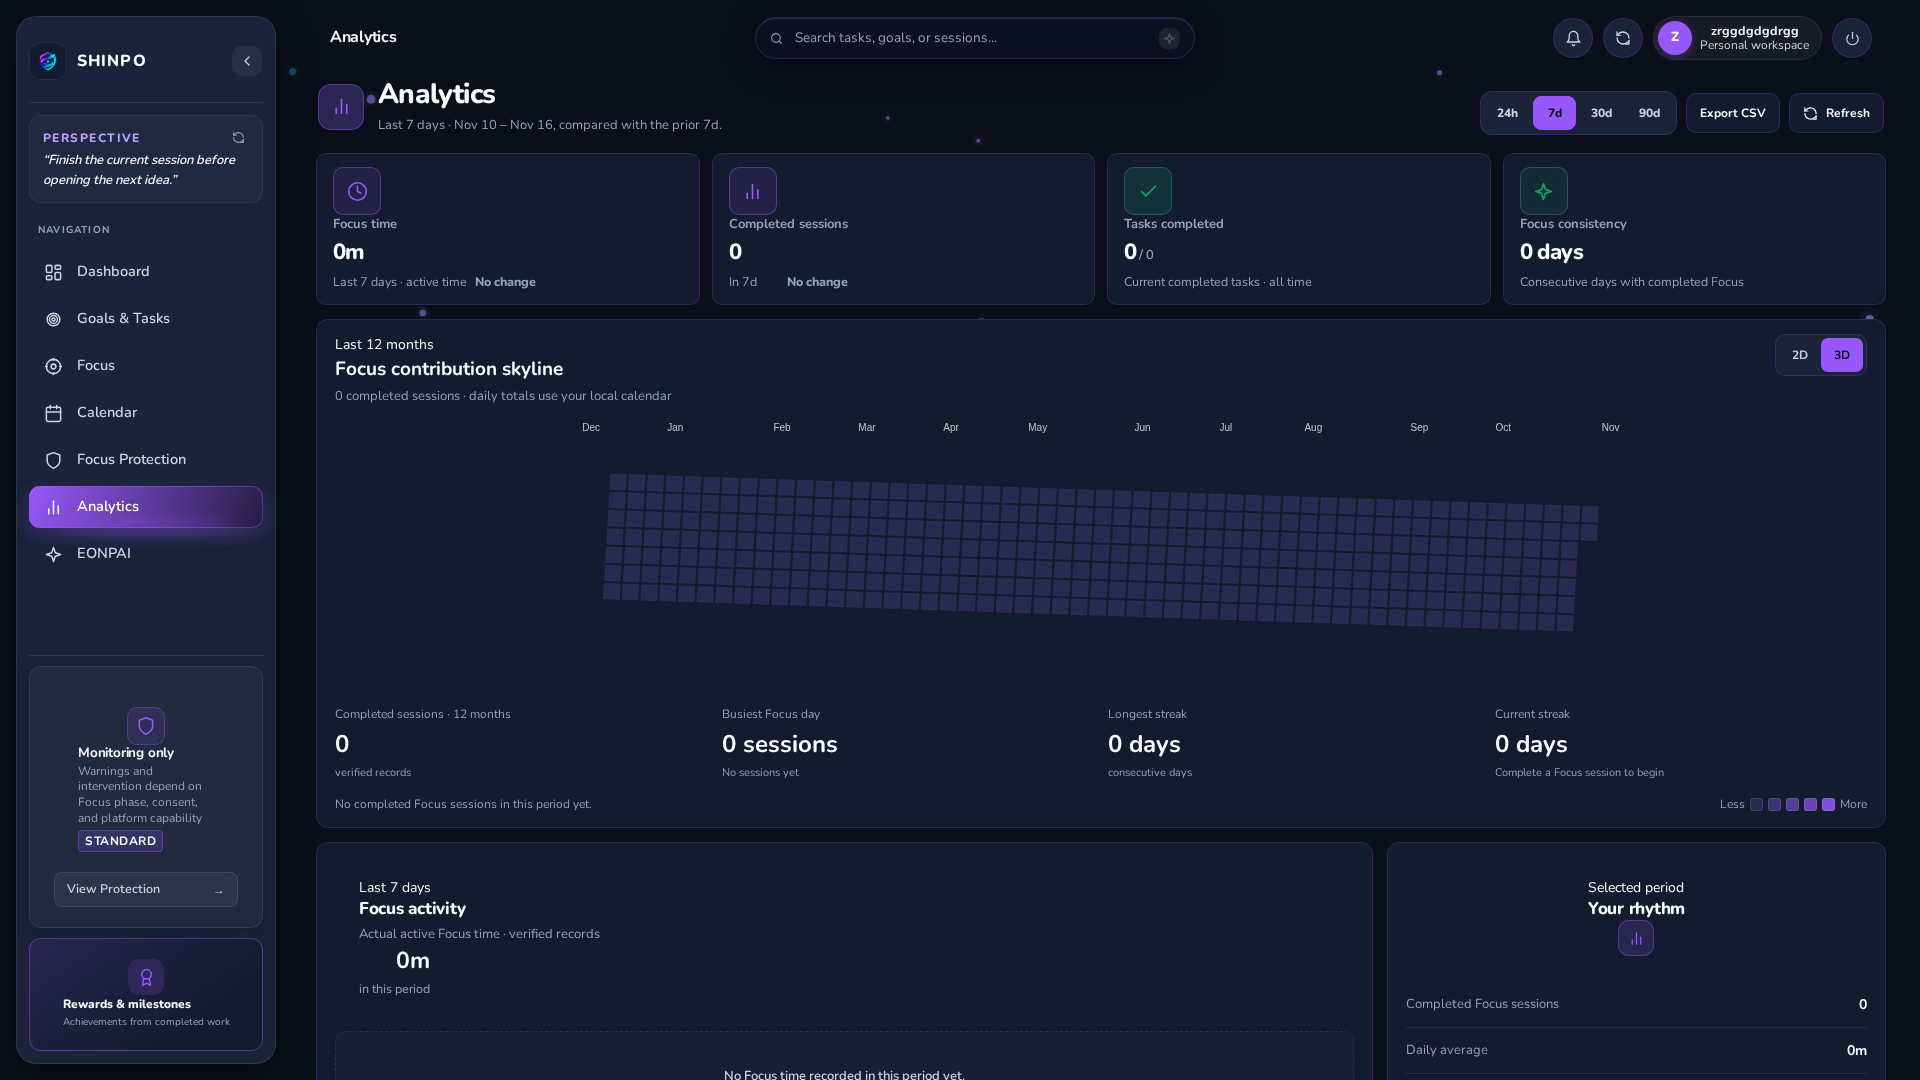 SHINPO
PERSPECTIVE
“Finish the current session before
opening the next idea.”
NAVIGATION
Dashboard
Goals & Tasks
Focus
Calendar
Focus Protection
Analytics
EONPAI
Monitoring only
Warnings and
intervention depend on
Focus phase, consent,
and platform capability
STANDARD
View Protection →
Rewards & milestones
Achievements from completed work
Analytics
Search tasks, goals, or sessions...
Z
zrggdgdgdrgg
Personal workspace
Analytics
Last 7 days · Nov 10 – Nov 16, compared with the prior 7d.
24h 7d 30d 90d
Export CSV
Refresh
Focus time
0m
Last 7 days · active time No change
Completed sessions
0
In 7d No change
Tasks completed
0 / 0
Current completed tasks · all time
Focus consistency
0 days
Consecutive days with completed Focus
Last 12 months
Focus contribution skyline
0 completed sessions · daily totals use your local calendar
2D 3D
Dec Jan Feb Mar Apr May Jun Jul Aug Sep Oct Nov
Completed sessions · 12 months
0
verified records
Busiest Focus day
0 sessions
No sessions yet
Longest streak
0 days
consecutive days
Current streak
0 days
Complete a Focus session to begin
No completed Focus sessions in this period yet.
Less More
Last 7 days
Focus activity
Actual active Focus time · verified records
0m
in this period
No Focus time recorded in this period yet.
Selected period
Your rhythm
Completed Focus sessions 0
Daily average 0m